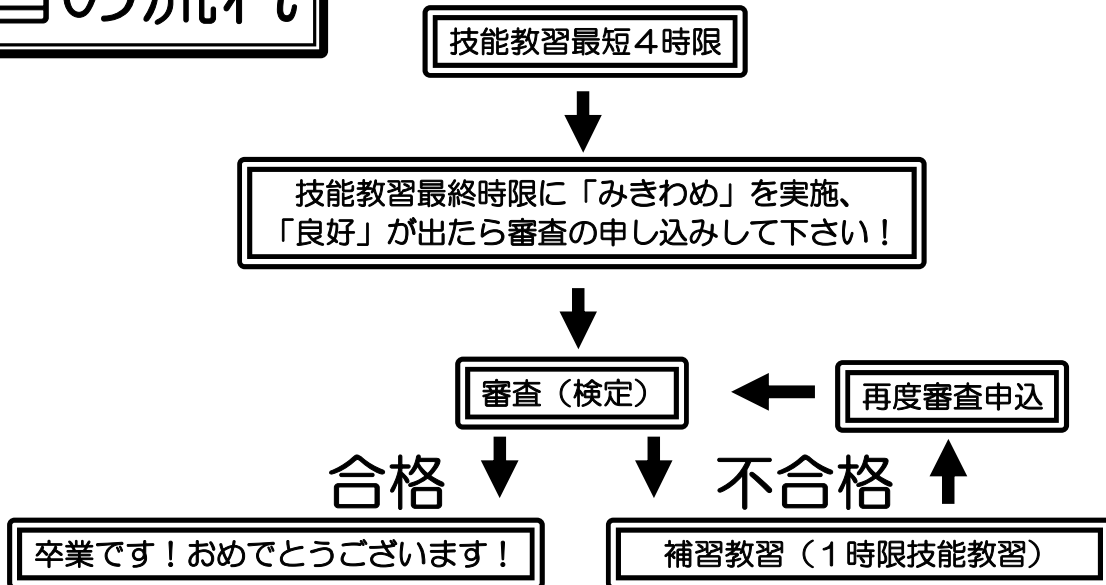 の流れ
技能教習最短４時限
技能教習最終時限に「みきわめ」を実施、
「良好」が出たら審査の申し込みして下さい！
審査（検定）
再度審査申込
合格
不合格
卒業です！おめでとうございます！
補習教習（１時限技能教習）